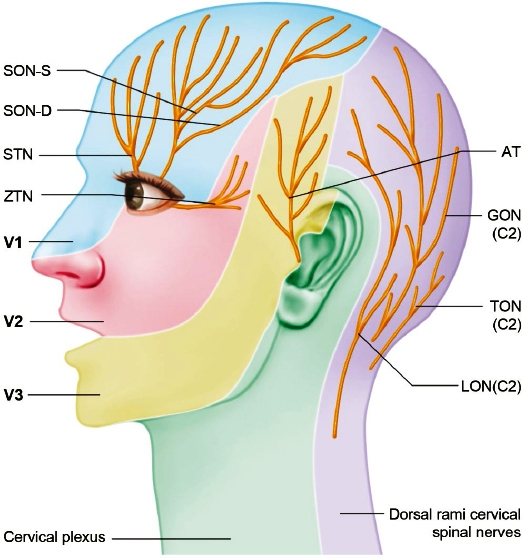 SON-S
SON-D
STN
ZTN
V1
V2
V3
Cervical plexus
AT
GON
(C2)
TON
(C2)
LON(C2)
Dorsal rami cervical
spinal nerves